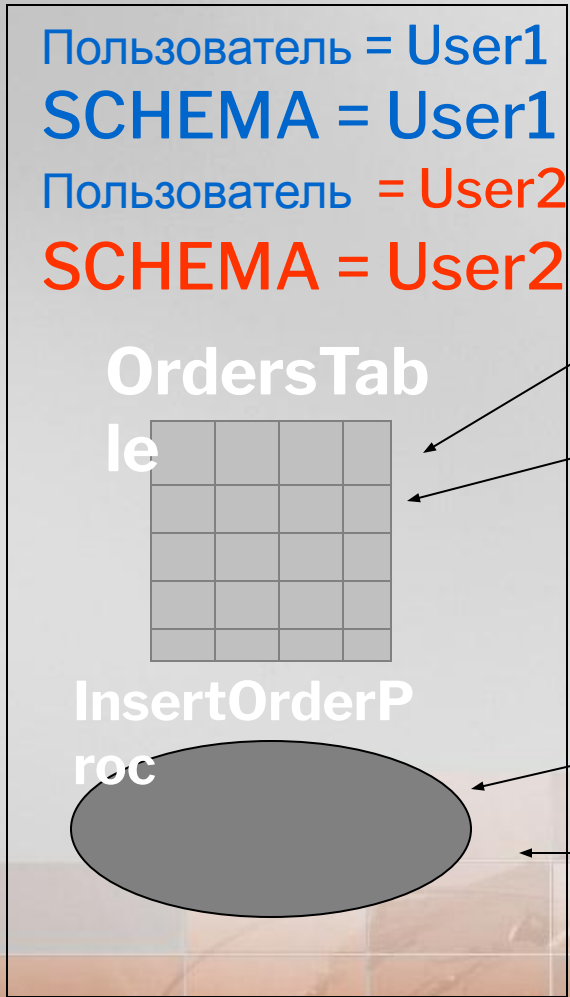 Пользователь = User1
SCHEMA = User1
Пользователь = User2
SCHEMA = User2
OrdersTab
le
InsertOrderP
roc